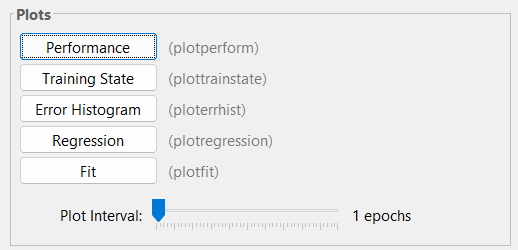 Plots
Performance (plotperform)
Training State (plottrainstate)
Error Histogram (ploterrhist)
Regression (plotregression)
Fit (plotfit)
Plot Interval: 1 epochs